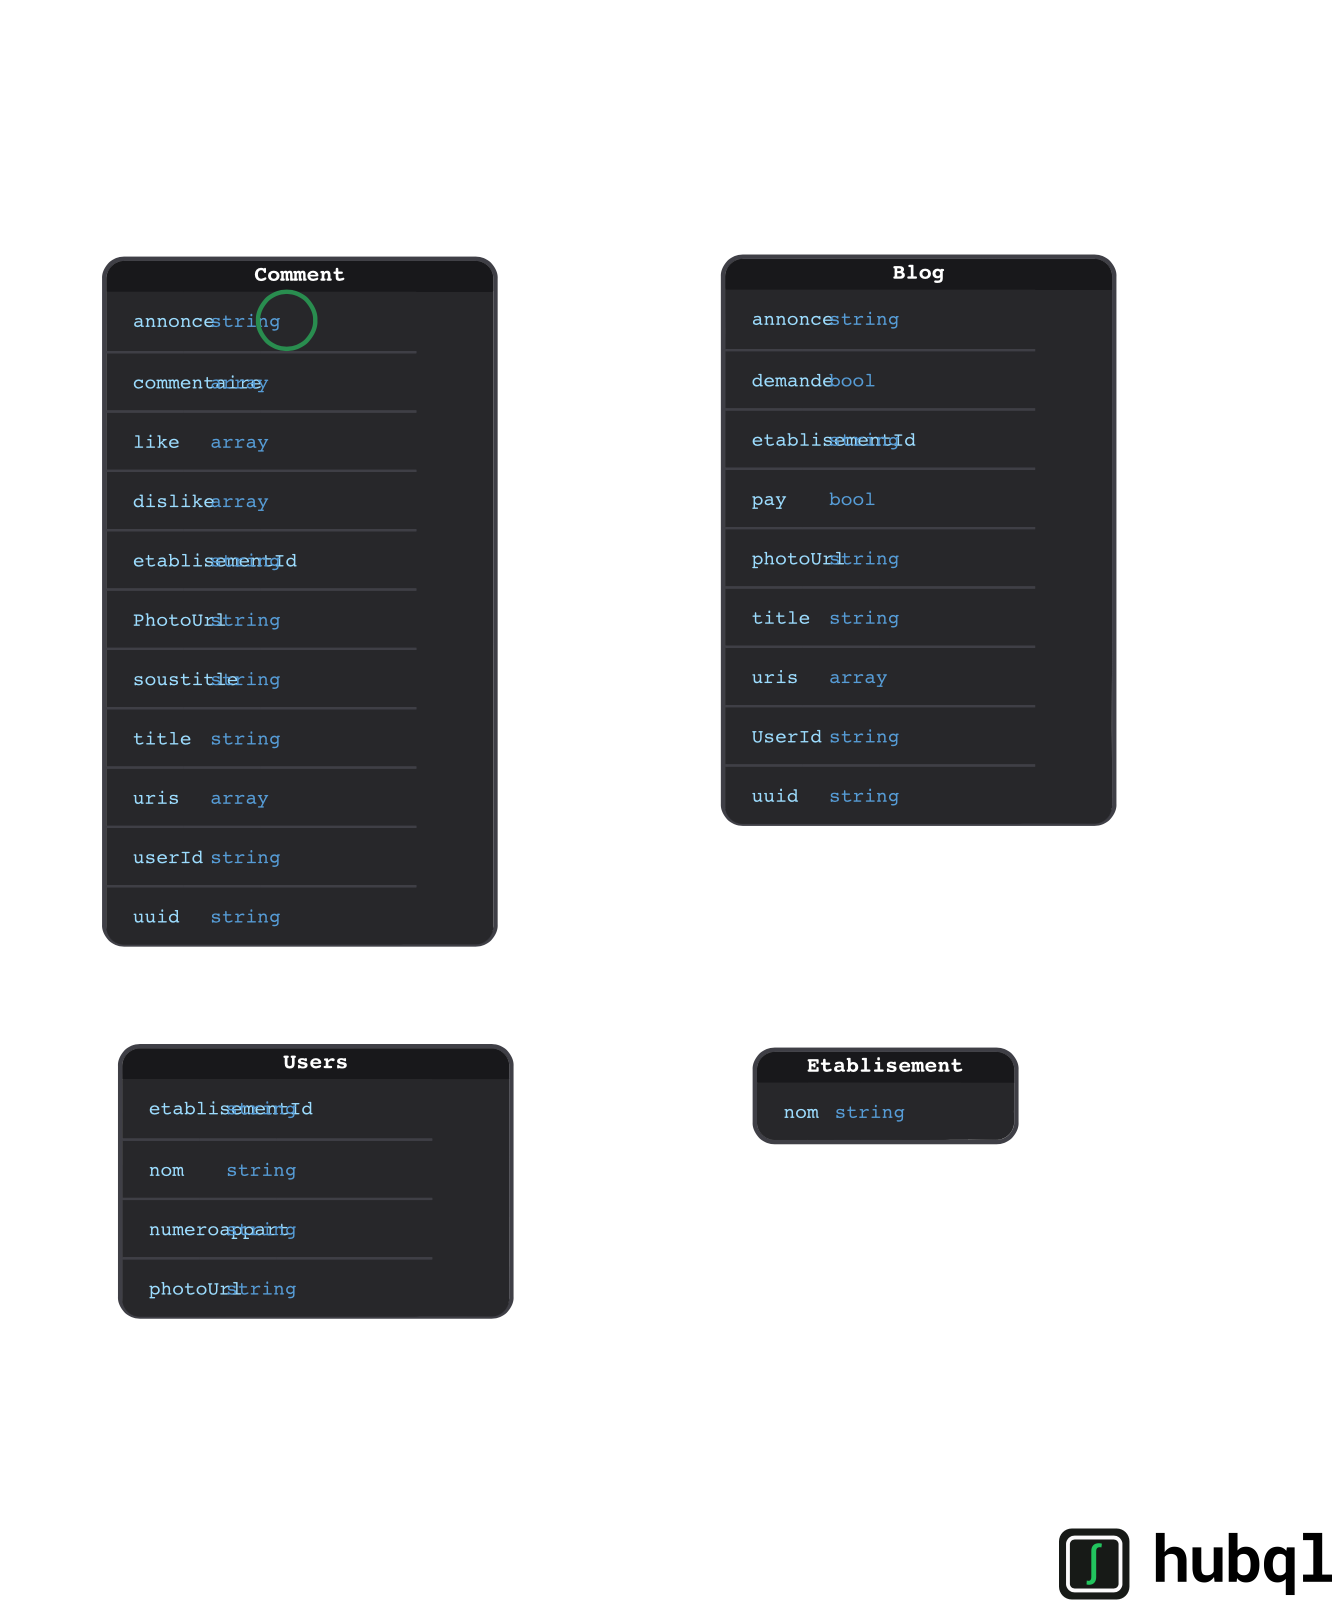 Comment
annonce string
commentaire array
like array
dislike array
etablisementId string
PhotoUrl string
soustitle string
title string
uris array
userId string
uuid string
Blog
annonce string
demande bool
etablisementId string
pay bool
photoUrl string
title string
uris array
UserId string
uuid string
Users
etablisementId string
nom string
numeroappart string
photoUrl string
Etablisement
nom string
hubql